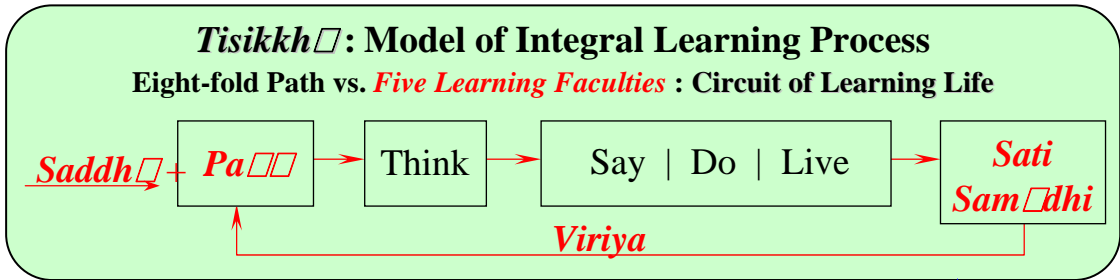 Tisikkh□ : Model of Integral Learning Process
Eight-fold Path vs. Five Learning Faculties : Circuit of Learning Life
Saddh□ + Pa□□ Think Say | Do | Live Sati
Sam□dhi
Viriya